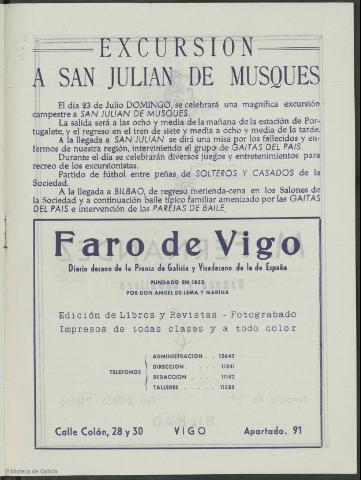 EXCURSION
A SAN JULIAN DE MUSQUES
El día 23 de Julio DOMINGO, se celebrará una magnífica excursión
campestre a SAN JULIAN DE MUSQUES.
La salida será a las ocho y media de la mañana de la estación de Por-
tugalete, y el regreso en el tren de siete y media a ocho y media de la tarde.
A la llegada a SAN JULIAN se dirá una misa por los fallecidos y en-
fermos de nuestra región, interviniendo el grupo de GAITAS DEL PAIS
Durante el día se celebrarán diversos juegos y entretenimientos para
recreo de los excursionistas.
Partido de fútbol entre peñas de SOLTEROS Y CASADOS de la
Sociedad.
A la llegada a BILBAO, de regreso merienda-cena en los Salones de
la Sociedad y a continuación baile típico familiar amenizado por las GAITAS
DEL PAIS e intervención de las PAREJAS DE BAILE.
Faro de Vigo
Diario decano de la Prensa de Galicia y Vicedecano de la de España
FUNDADO EN 1853
POR DON ANGEL DE LEMA Y MARINA
Edición de Libros y Revistas - Fotograbado
Impresos de todas clases y a todo color
TELEFONOS
ADMINISTRACION . . 12642
DIRECCION . . . 11241
REDACCION . . . 11142
TALLERES . . . 11383
Calle Colón, 28 y 30 VIGO Apartado. 91
Biblioteca de Galicia